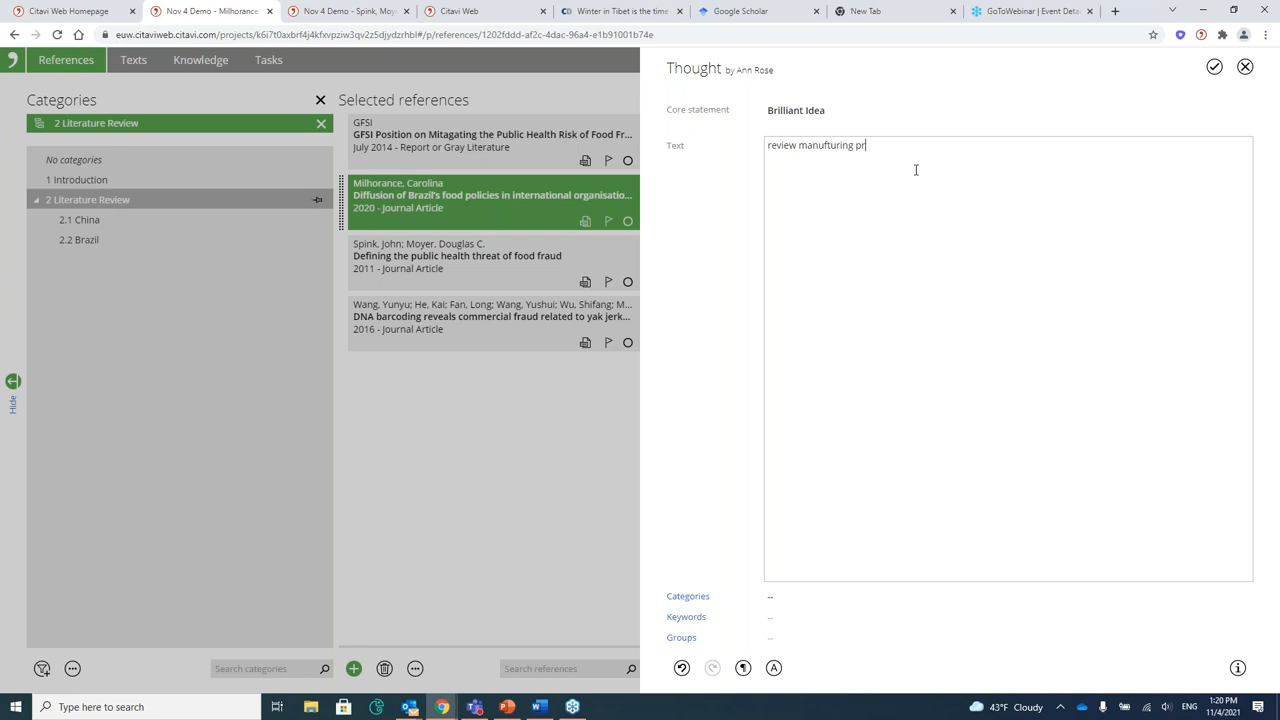 Citavi Homepage
Nov 4 Demo - Milhorance
Nov 4 Demo - Spink, Moy
Citavi Web
Winter in Tibet is the time
Google Scholar
New Tab
GoToWebinar | Event Deta
euw.citaviweb.citavi.com/projects/k6i7t0axbrf4j4kfxvpziw3qv2z5djydzrhbl#/p/references/1202fddd-af2c-4dac-96a4-e1b91001b74e
References
Texts
Knowledge
Tasks
Categories
2 Literature Review
No categories
1 Introduction
2 Literature Review
2.1 China
2.2 Brazil
Hide
Search categories
Selected references
GFSI
GFSI Position on Mitagating the Public Health Risk of Food Fr...
July 2014 - Report or Gray Literature
Milhorance, Carolina
Diffusion of Brazil's food policies in international organisatio...
2020 - Journal Article
Spink, John; Moyer, Douglas C.
Defining the public health threat of food fraud
2011 - Journal Article
Wang, Yunyu; He, Kai; Fan, Long; Wang, Yushui; Wu, Shifang; M...
DNA barcoding reveals commercial fraud related to yak jerk...
2016 - Journal Article
Search references
Thought by Ann Rose
Core statement
Brilliant Idea
Text
review manufturing pr
Categories
--
Keywords
--
Groups
--
Type here to search
43°F Cloudy
ENG
1:20 PM
11/4/2021